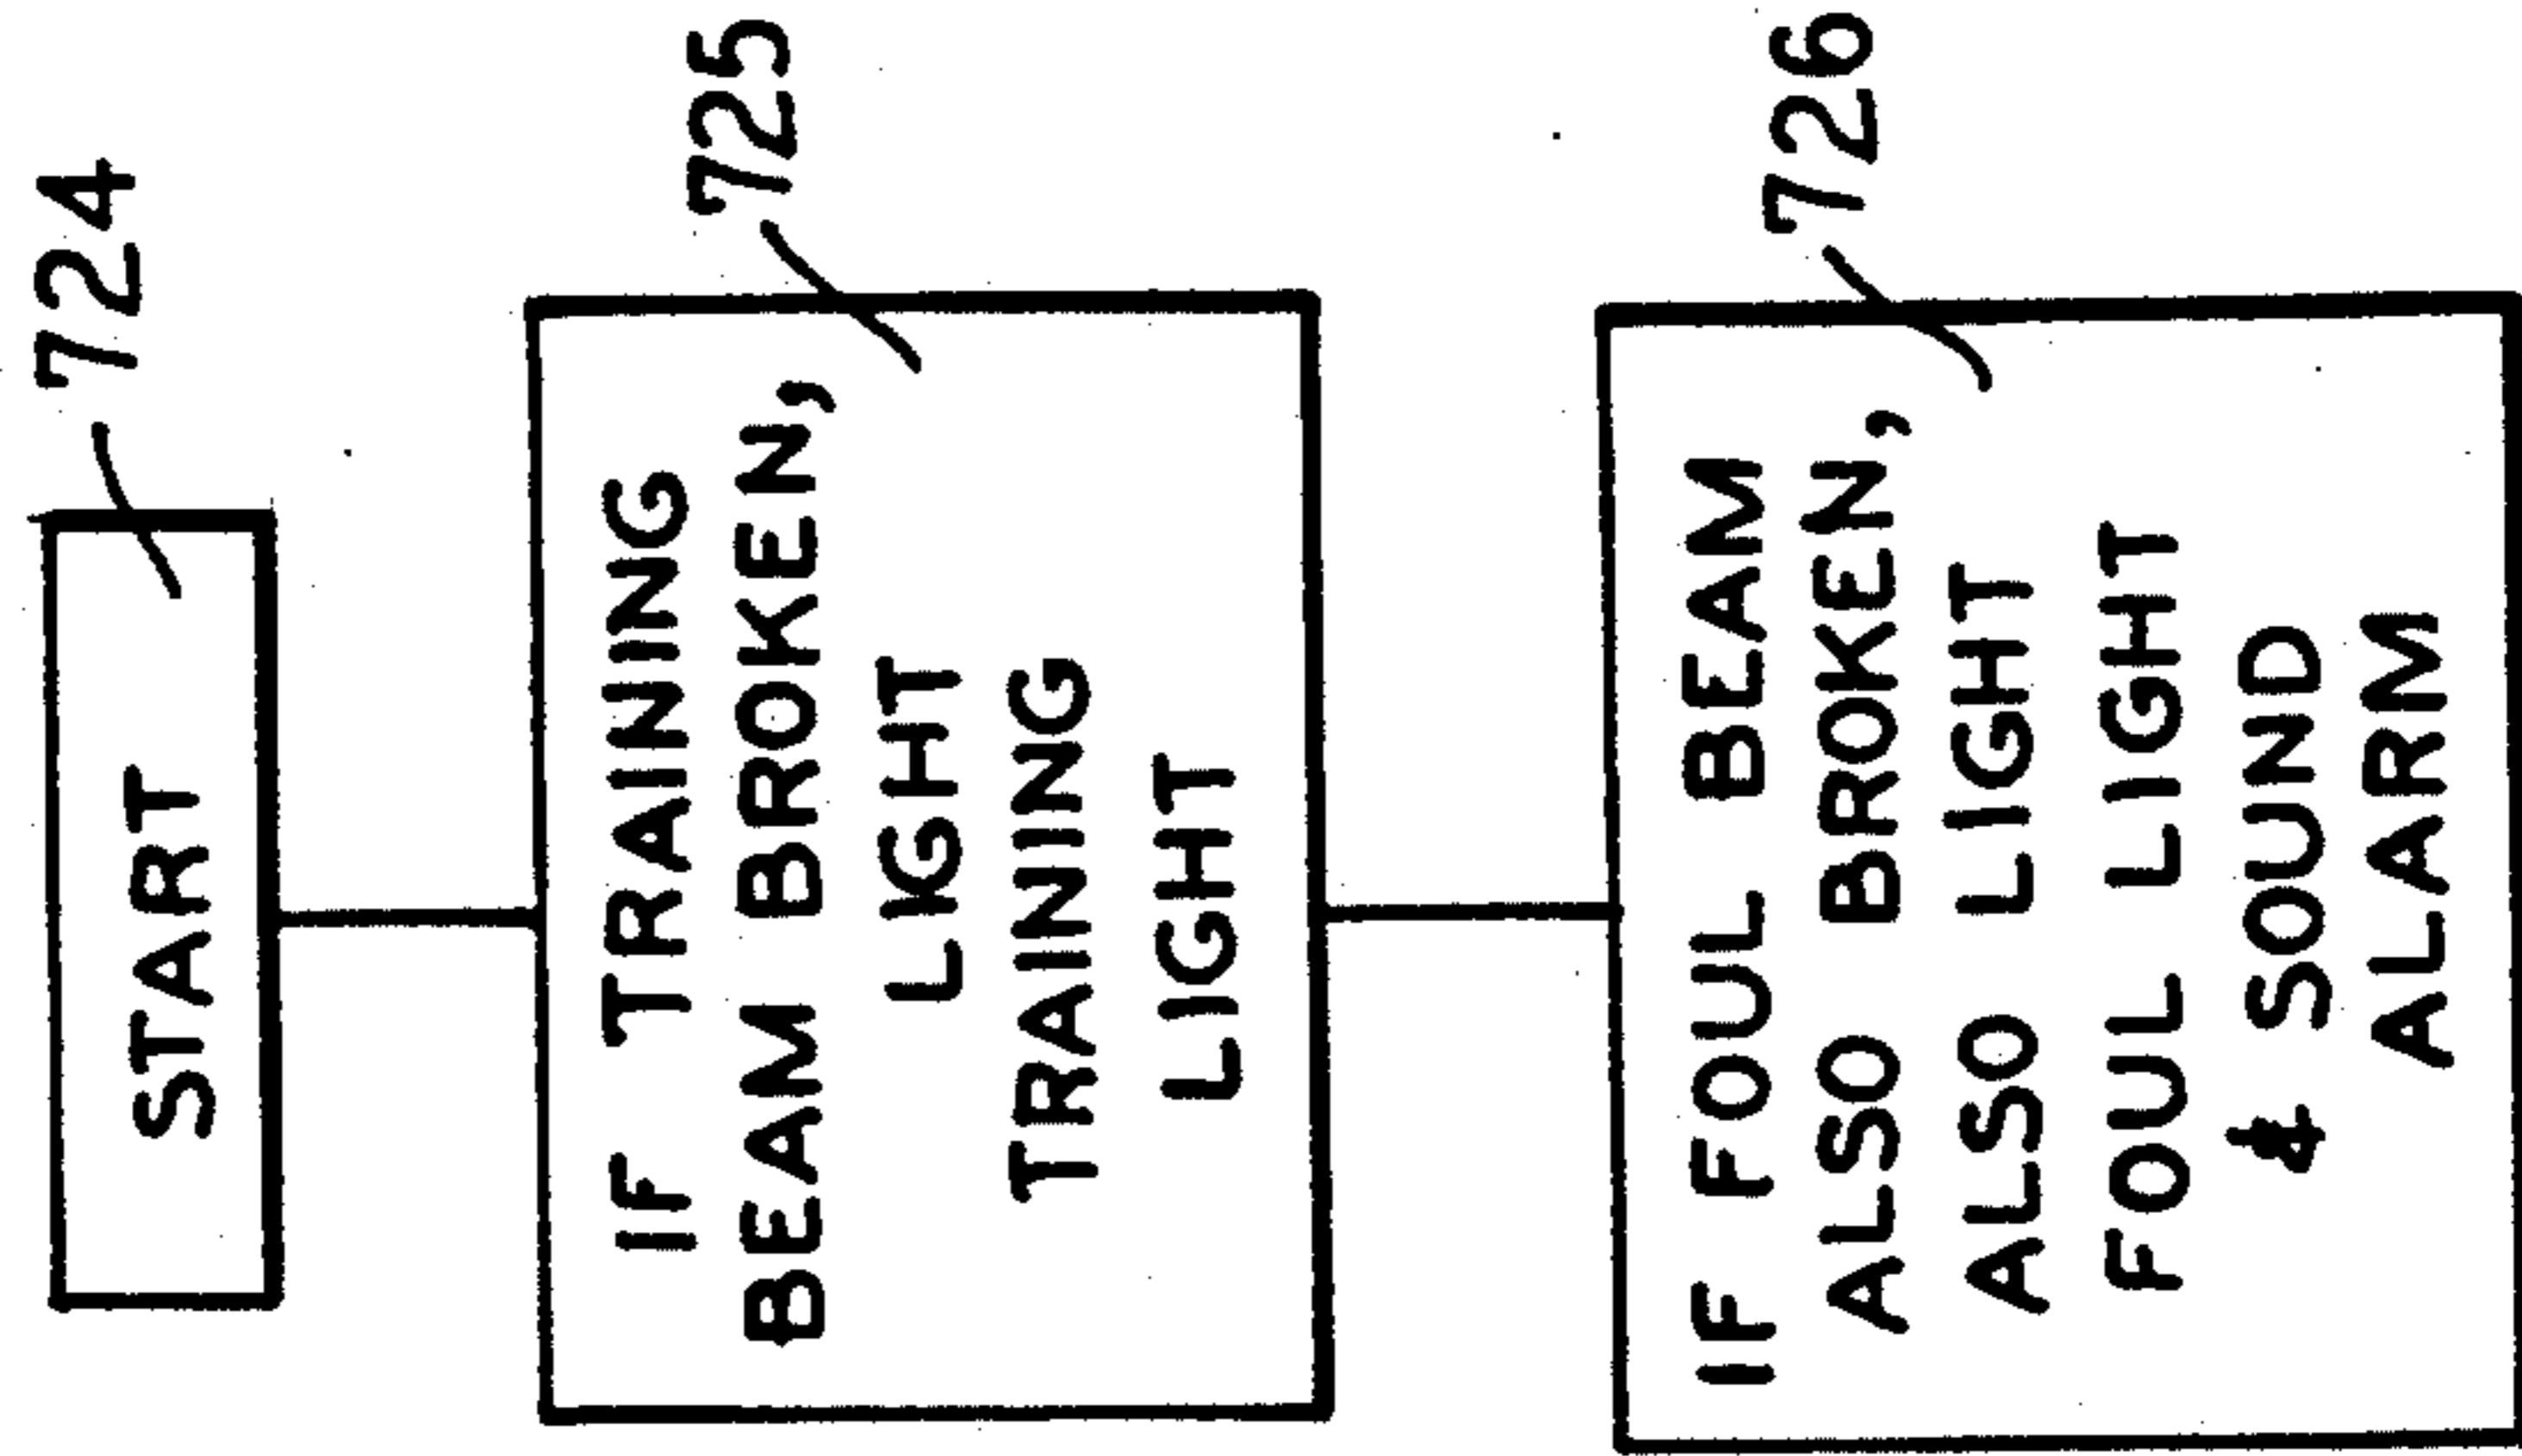 724
START
725
IF TRAINING
BEAM BROKEN,
LIGHT
TRAINING
LIGHT
726
IF FOUL BEAM
ALSO BROKEN,
ALSO LIGHT
FOUL LIGHT
& SOUND
ALARM